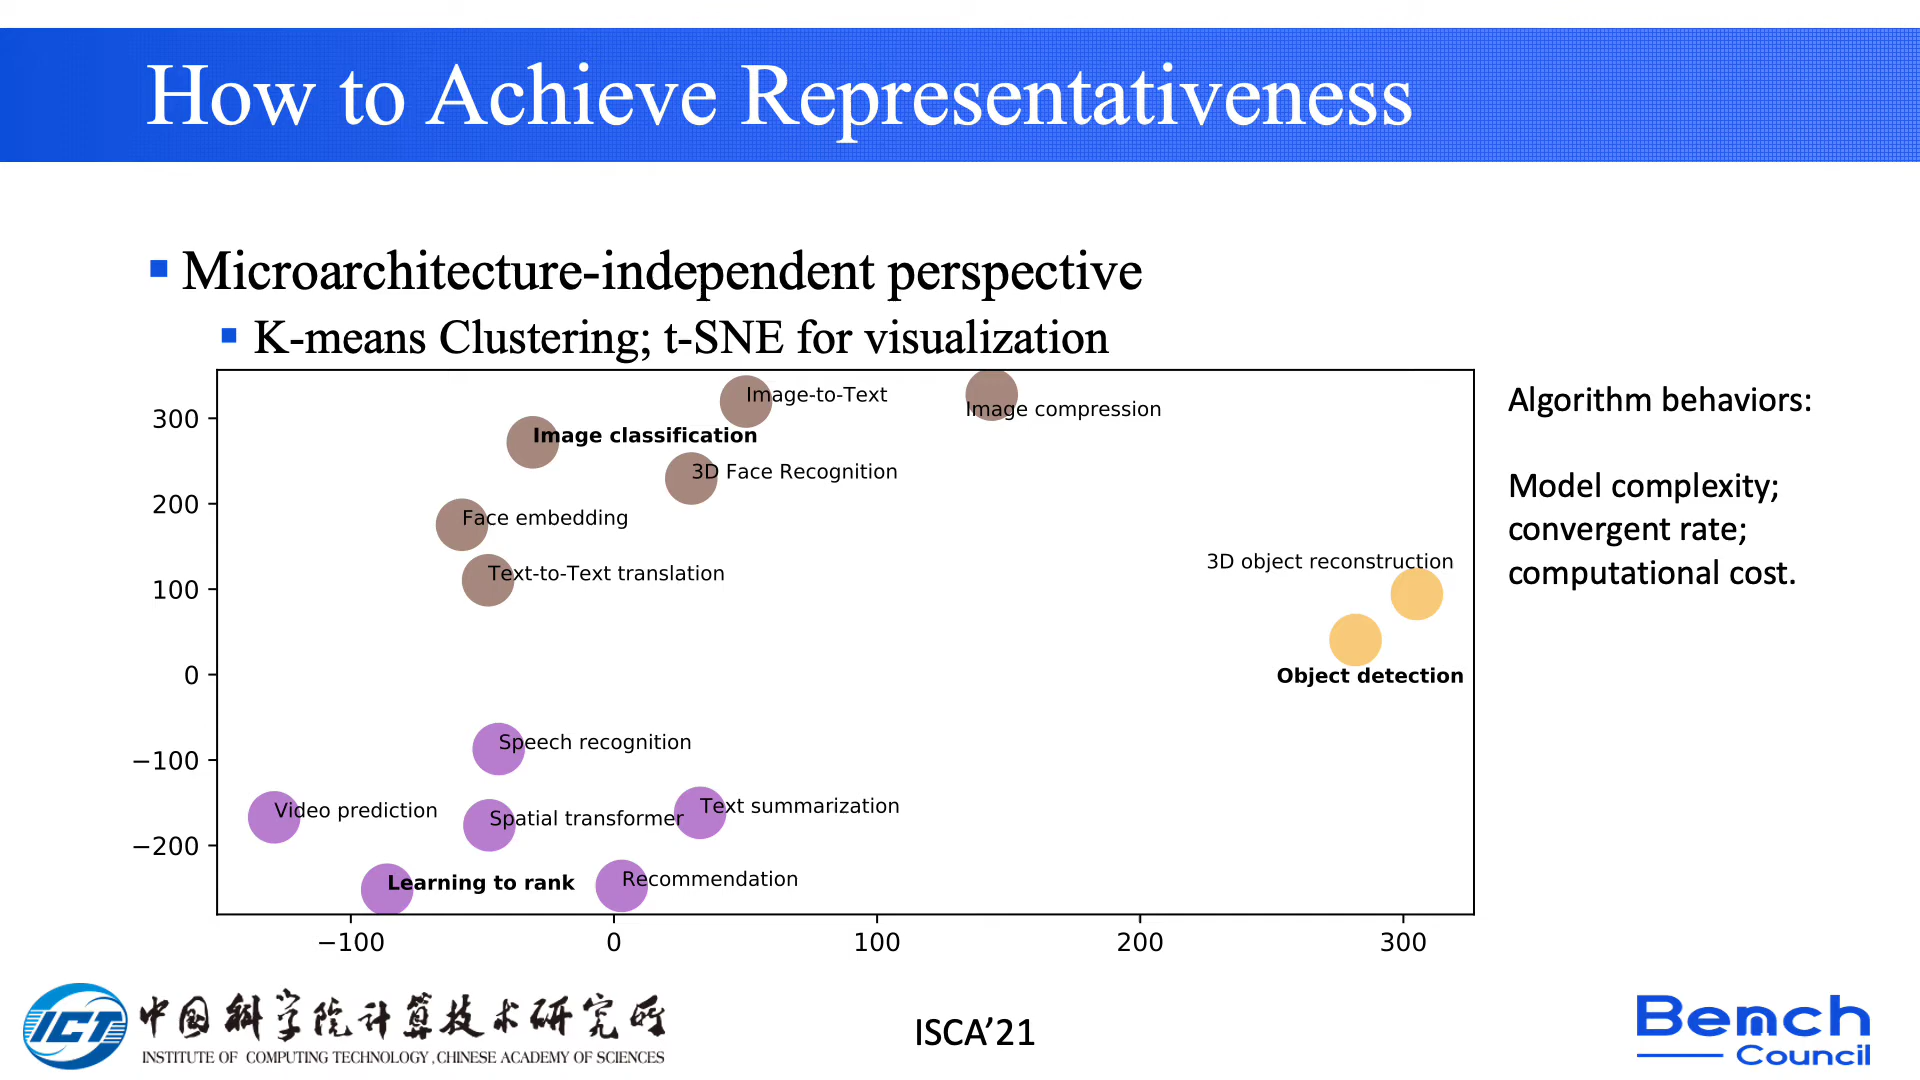 How to Achieve Representativeness
Microarchitecture-independent perspective
K-means Clustering; t-SNE for visualization
300
200
100
0
−100
−200
Image-to-Text
Image compression
Image classification
3D Face Recognition
Face embedding
Text-to-Text translation
3D object reconstruction
Object detection
Speech recognition
Video prediction
Spatial transformer
Text summarization
Learning to rank
Recommendation
−100
0
100
200
300
Algorithm behaviors:
Model complexity;
convergent rate;
computational cost.
ICT
中国科学院计算技术研究所
INSTITUTE OF COMPUTING TECHNOLOGY, CHINESE ACADEMY OF SCIENCES
ISCA’21
Bench
Council